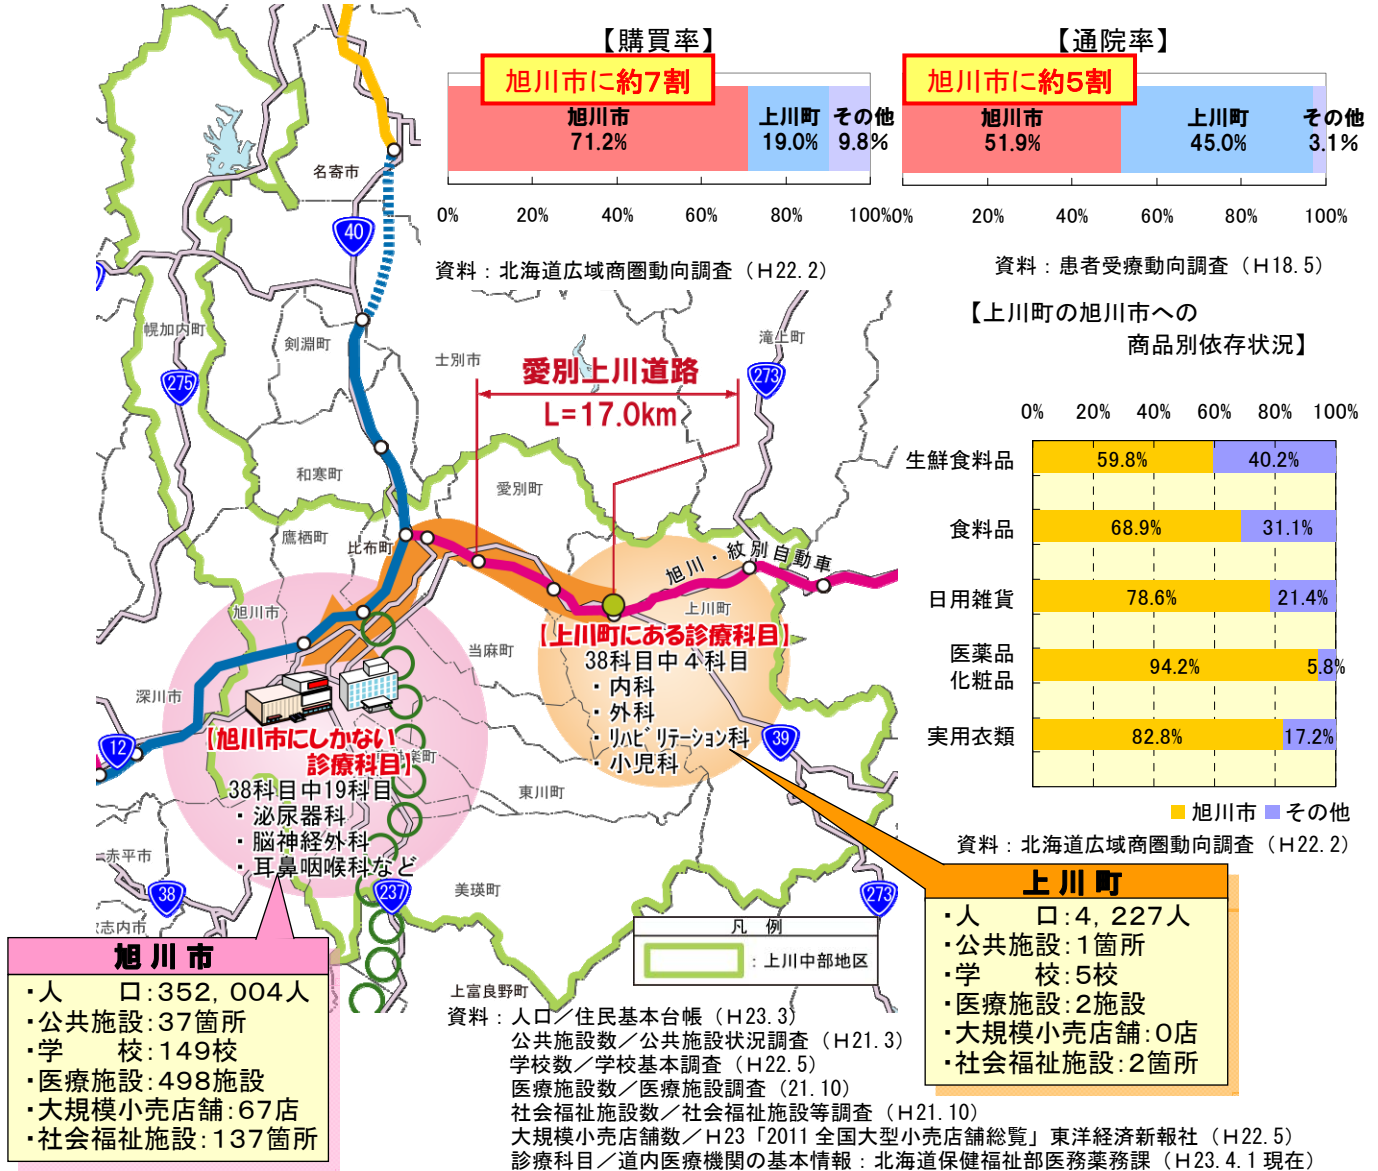 【購買率】
旭川市に約7割
旭川市
71.2%
上川町
19.0%
その他
9.8%
0% 20% 40% 60% 80% 100%
資料：北海道広域商圏動向調査（H22.2）
【通院率】
旭川市に約5割
旭川市
51.9%
上川町
45.0%
その他
3.1%
0% 20% 40% 60% 80% 100%
資料：患者受療動向調査（H18.5）
【上川町の旭川市への
商品別依存状況】
0% 20% 40% 60% 80% 100%
生鮮食料品 59.8% 40.2%
食料品 68.9% 31.1%
日用雑貨 78.6% 21.4%
医薬品
化粧品 94.2% 5.8%
実用衣類 82.8% 17.2%
旭川市 その他
資料：北海道広域商圏動向調査（H22.2）
名寄市
40
幌加内町
剣淵町
士別市
滝上町
275
273
愛別上川道路
L=17.0km
和寒町
愛別町
鷹栖町
比布町
旭川・紋別自動車
旭川市
上川町
当麻町
深川市
12
39
東川町
赤平市
38
237
273
美瑛町
上富良野町
【上川町にある診療科目】
38科目中４科目
・内科
・外科
・リハビリテーション科
・小児科
【旭川市にしかない
診療科目】
38科目中19科目
・泌尿器科
・脳神経外科
・耳鼻咽喉科など
凡 例
：上川中部地区
旭川市
・人　　口：352，004人
・公共施設：37箇所
・学　　校：149校
・医療施設：498施設
・大規模小売店舗：67店
・社会福祉施設：137箇所
上川町
・人　　口：4，227人
・公共施設：1箇所
・学　　校：5校
・医療施設：2施設
・大規模小売店舗：0店
・社会福祉施設：2箇所
資料：人口／住民基本台帳（H23.3）
公共施設数／公共施設状況調査（H21.3）
学校数／学校基本調査（H22.5）
医療施設数／医療施設調査（21.10）
社会福祉施設数／社会福祉施設等調査（H21.10）
大規模小売店舗数／H23「2011 全国大型小売店舗総覧」東洋経済新報社（H22.5）
診療科目／道内医療機関の基本情報：北海道保健福祉部医務薬務課（H23.4.1現在）